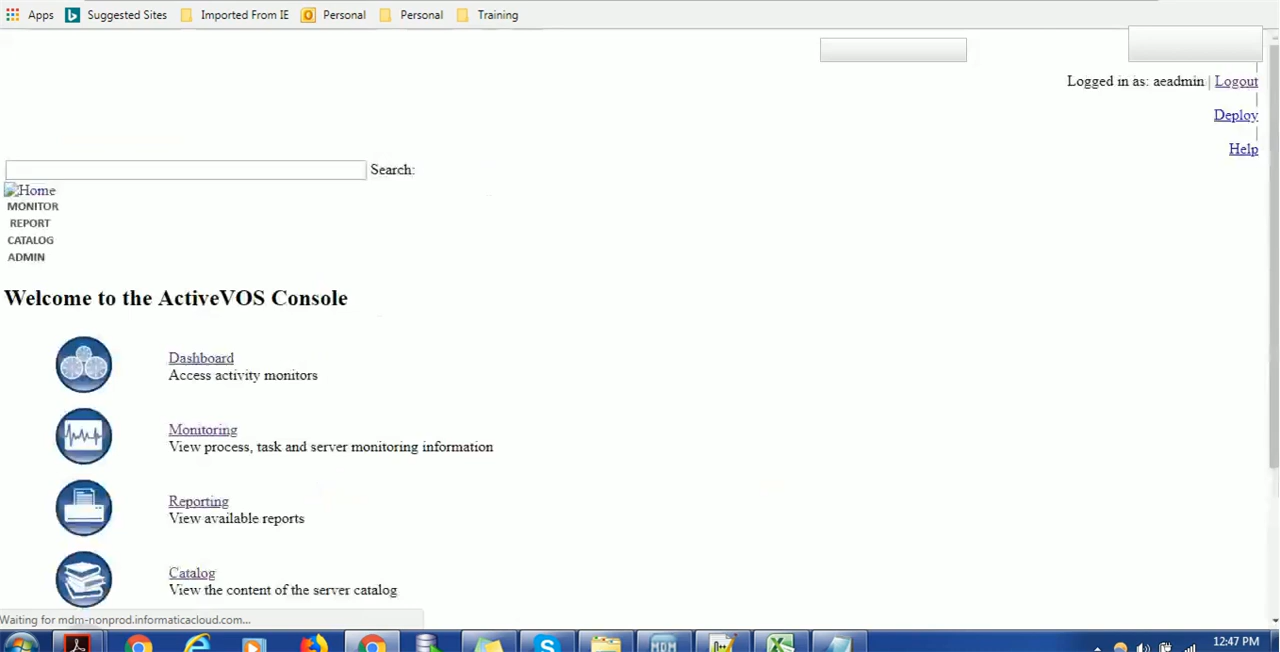 Apps Suggested Sites Imported From IE Personal Personal Training
Logged in as: aeadmin | Logout
Deploy
Help
Search:
Home
MONITOR
REPORT
CATALOG
ADMIN
Welcome to the ActiveVOS Console
Dashboard
Access activity monitors
Monitoring
View process, task and server monitoring information
Reporting
View available reports
Catalog
View the content of the server catalog
Waiting for mdm-nonprod.informaticacloud.com...
MDM
12:47 PM